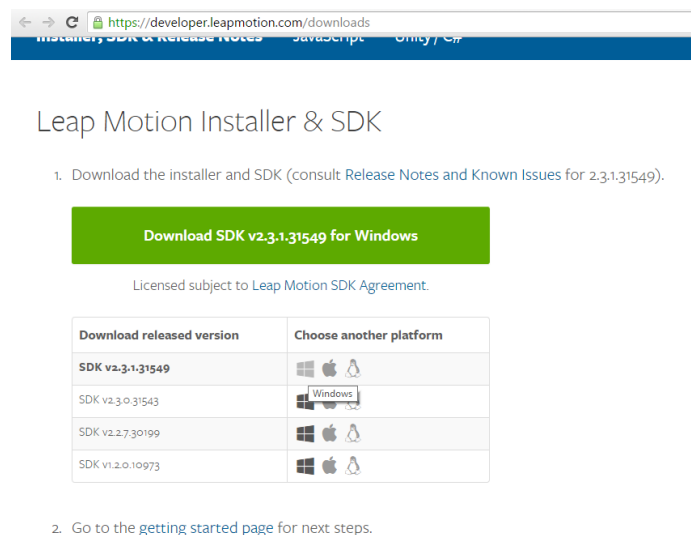 https://developer.leapmotion.com/downloads
Installer, SDK & Release Notes JavaScript Unity / C#
Leap Motion Installer & SDK
1. Download the installer and SDK (consult Release Notes and Known Issues for 2.3.1.31549).
Download SDK v2.3.1.31549 for Windows
Licensed subject to Leap Motion SDK Agreement.
Download released version Choose another platform
SDK v2.3.1.31549
Windows
SDK v2.3.0.31543
SDK v2.2.7.30199
SDK v1.2.0.10973
2. Go to the getting started page for next steps.